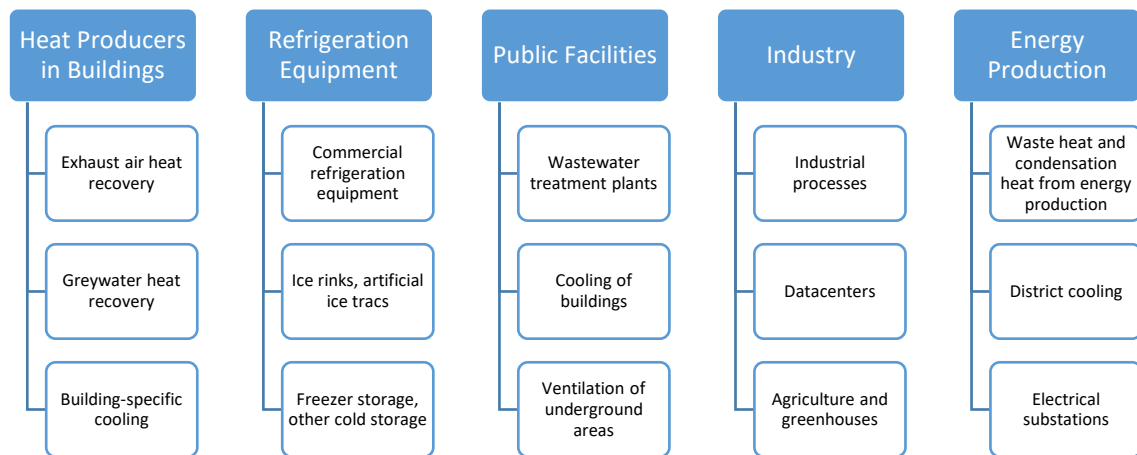 Heat Producers
in Buildings
Exhaust air heat
recovery
Greywater heat
recovery
Building-specific
cooling
Refrigeration
Equipment
Commercial
refrigeration
equipment
Ice rinks, artificial
ice tracs
Freezer storage,
other cold storage
Public Facilities
Wastewater
treatment plants
Cooling of
buildings
Ventilation of
underground
areas
Industry
Industrial
processes
Datacenters
Agriculture and
greenhouses
Energy
Production
Waste heat and
condensation
heat from energy
production
District cooling
Electrical
substations